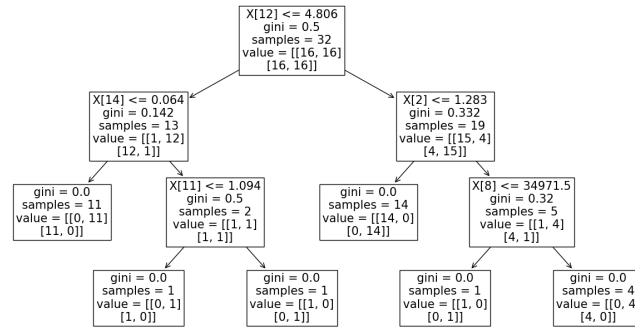 X[12] <= 4.806
gini = 0.5
samples = 32
value = [[16, 16]
[16, 16]]
X[14] <= 0.064
gini = 0.142
samples = 13
value = [[1, 12]
[12, 1]]
X[2] <= 1.283
gini = 0.332
samples = 19
value = [[15, 4]
[4, 15]]
gini = 0.0
samples = 11
value = [[0, 11]
[11, 0]]
X[11] <= 1.094
gini = 0.5
samples = 2
value = [[1, 1]
[1, 1]]
gini = 0.0
samples = 14
value = [[14, 0]
[0, 14]]
X[8] <= 34971.5
gini = 0.32
samples = 5
value = [[1, 4]
[4, 1]]
gini = 0.0
samples = 1
value = [[0, 1]
[1, 0]]
gini = 0.0
samples = 1
value = [[1, 0]
[0, 1]]
gini = 0.0
samples = 1
value = [[1, 0]
[0, 1]]
gini = 0.0
samples = 4
value = [[0, 4
[4, 0]]